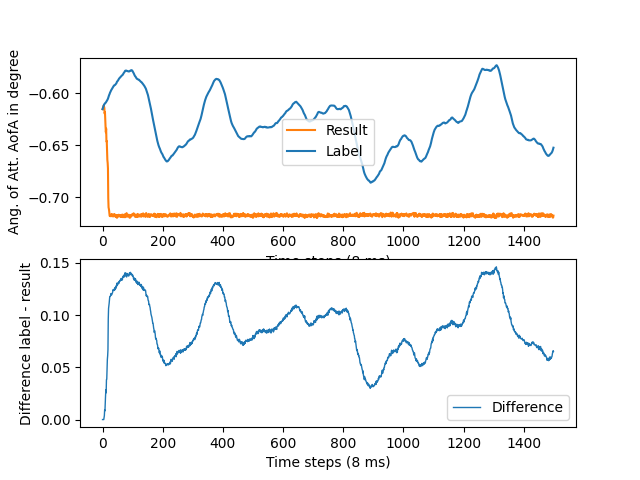 Ang. of Att. AofA in degree
−0.60
−0.65
−0.70
Result
Label
0 200 400 600 800 1000 1200 1400
Time steps (8 ms)
Difference label - result
0.15
0.10
0.05
0.00
Difference
0 200 400 600 800 1000 1200 1400
Time steps (8 ms)